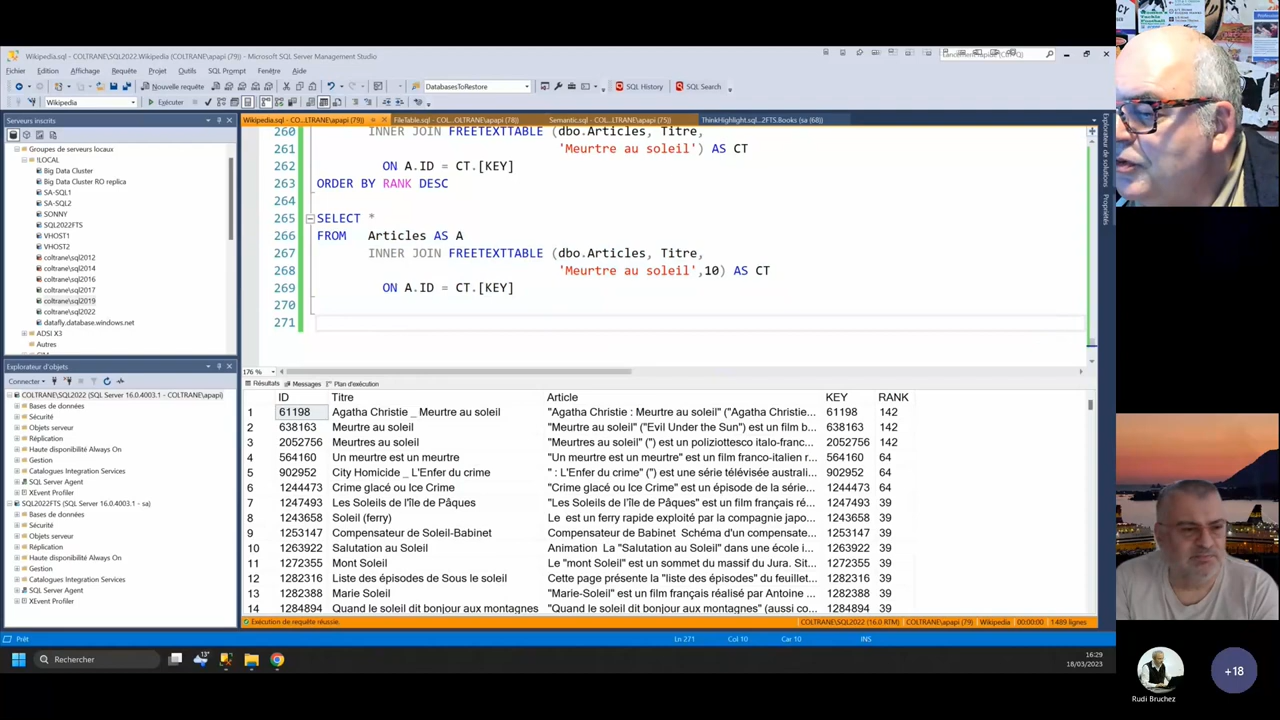 Wikipedia.sql - COLTRANE\SQL2022.Wikipedia (COLTRANE\apapi (79)) - Microsoft SQL Server Management Studio
Fichier Edition Affichage Requête Projet Outils SQL Prompt Fenêtre Aide
Nouvelle requête
DatabasesToRestore
SQL History
SQL Search
Wikipedia
Exécuter
Serveurs inscrits
Groupes de serveurs locaux
!LOCAL
Big Data Cluster
Big Data Cluster RO replica
SA-SQL1
SA-SQL2
SONNY
SQL2022FTS
VHOST1
VHOST2
coltrane\sql2012
coltrane\sql2014
coltrane\sql2016
coltrane\sql2017
coltrane\sql2019
coltrane\sql2022
datafly.database.windows.net
ADSI X3
Autres
Explorateur d'objets
Connecter
COLTRANE\SQL2022 (SQL Server 16.0.4003.1 - COLTRANE\apapi)
Bases de données
Sécurité
Objets serveur
Réplication
Haute disponibilité Always On
Gestion
Catalogues Integration Services
SQL Server Agent
XEvent Profiler
SQL2022FTS (SQL Server 16.0.4003.1 - sa)
Bases de données
Sécurité
Objets serveur
Réplication
Haute disponibilité Always On
Gestion
Catalogues Integration Services
SQL Server Agent
XEvent Profiler
Wikipedia.sql - CO...LTRANE\apapi (79))
FileTable.sql - COL...OLTRANE\apapi (78))
Semantic.sql - COL...LTRANE\apapi (75))
ThinkHighlight.sql...2FTS.Books (sa (68))
260 INNER JOIN FREETEXTTABLE (dbo.Articles, Titre,
261 'Meurtre au soleil') AS CT
262 ON A.ID = CT.[KEY]
263 ORDER BY RANK DESC
264
265 SELECT *
266 FROM Articles AS A
267 INNER JOIN FREETEXTTABLE (dbo.Articles, Titre,
268 'Meurtre au soleil',10) AS CT
269 ON A.ID = CT.[KEY]
270
271
176 %
Résultats Messages Plan d'exécution
ID Titre Article KEY RANK
1 61198 Agatha Christie _ Meurtre au soleil "Agatha Christie : Meurtre au soleil" ("Agatha Christie... 61198 142
2 638163 Meurtre au soleil "Meurtre au soleil" ("Evil Under the Sun") est un film b... 638163 142
3 2052756 Meurtres au soleil "Meurtres au soleil" (") est un poliziottesco italo-franc... 2052756 142
4 564160 Un meurtre est un meurtre "Un meurtre est un meurtre" est un film franco-italien r... 564160 64
5 902952 City Homicide _ L'Enfer du crime " : L'Enfer du crime" (") est une série télévisée australi... 902952 64
6 1244473 Crime glacé ou Ice Crime "Crime glacé ou Ice Crime" est un épisode de la série... 1244473 64
7 1247493 Les Soleils de l'île de Pâques "Les Soleils de l'île de Pâques" est un film français ré... 1247493 39
8 1243658 Soleil (ferry) Le est un ferry rapide exploité par la compagnie japo... 1243658 39
9 1253147 Compensateur de Soleil-Babinet Compensateur de Babinet Schéma d'un compensate... 1253147 39
10 1263922 Salutation au Soleil Animation La "Salutation au Soleil" dans une école i... 1263922 39
11 1272355 Mont Soleil Le "mont Soleil" est un sommet du massif du Jura. Sit... 1272355 39
12 1282316 Liste des épisodes de Sous le soleil Cette page présente la "liste des épisodes" du feuillet... 1282316 39
13 1282388 Marie Soleil "Marie-Soleil" est un film français réalisé par Antoine ... 1282388 39
14 1284894 Quand le soleil dit bonjour aux montagnes "Quand le soleil dit bonjour aux montagnes" (aussi co... 1284894 39
Exécution de requête réussie.
COLTRANE\SQL2022 (16.0 RTM) COLTRANE\apapi (79) Wikipedia 00:00:00 1 489 lignes
Prêt
Ln 271 Col 10 Car 10 INS
Explorateur de solutions
Propriétés
Rechercher
13°
16:29
18/03/2023
Rudi Bruchez
+18